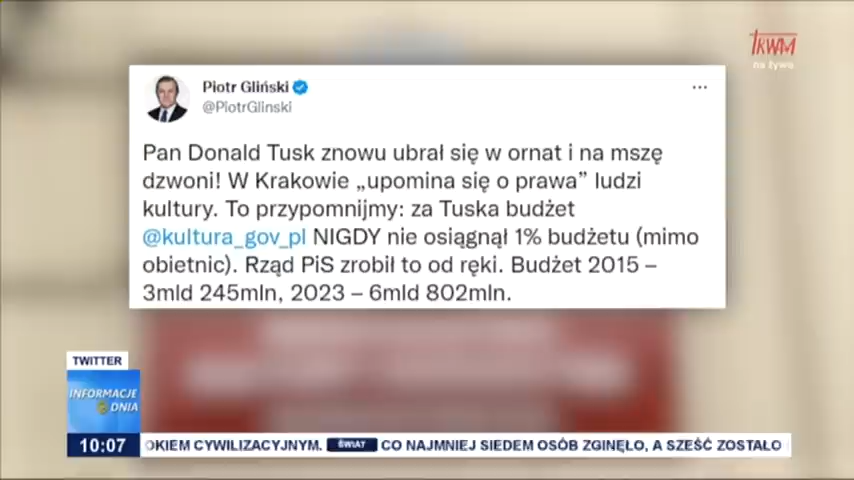 TRWAM
na żywo
Piotr Gliński
@PiotrGlinski
Pan Donald Tusk znowu ubrał się w ornat i na mszę
dzwoni! W Krakowie „upomina się o prawa” ludzi
kultury. To przypomnijmy: za Tuska budżet
@kultura_gov_pl NIGDY nie osiągnął 1% budżetu (mimo
obietnic). Rząd PiS zrobił to od ręki. Budżet 2015 –
3mld 245mln, 2023 – 6mld 802mln.
TWITTER
INFORMACJE
DNIA
10:07 OKIEM CYWILIZACYJNYM. ŚWIAT CO NAJMNIEJ SIEDEM OSÓB ZGINĘŁO, A SZEŚĆ ZOSTAŁO